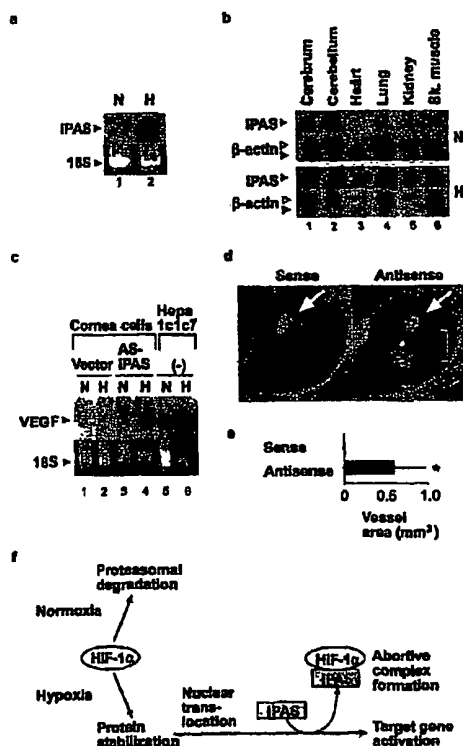 a
N H
IPAS
18S
1 2
b
Cerebrum Cerebellum Heart Lung Kidney Sk. muscle
IPAS
β-actin
N
IPAS
β-actin
H
1 2 3 4 5 6
c
Hepa
1c1c7
Cornea cells
AS-
Vector IPAS (-)
N H N H N H
VEGF
18S
1 2 3 4 5 6
d
Sense Antisense
e
Sense
Antisense
*
0 0.6 1.0
Vessel
area (mm²)
f
Proteasomal
degradation
Normoxia
HIF-1α
Hypoxia
Protein
stabilization
Nuclear
trans-
location
IPAS
HIF-1α
IPAS
Abortive
complex
formation
Target gene
activation